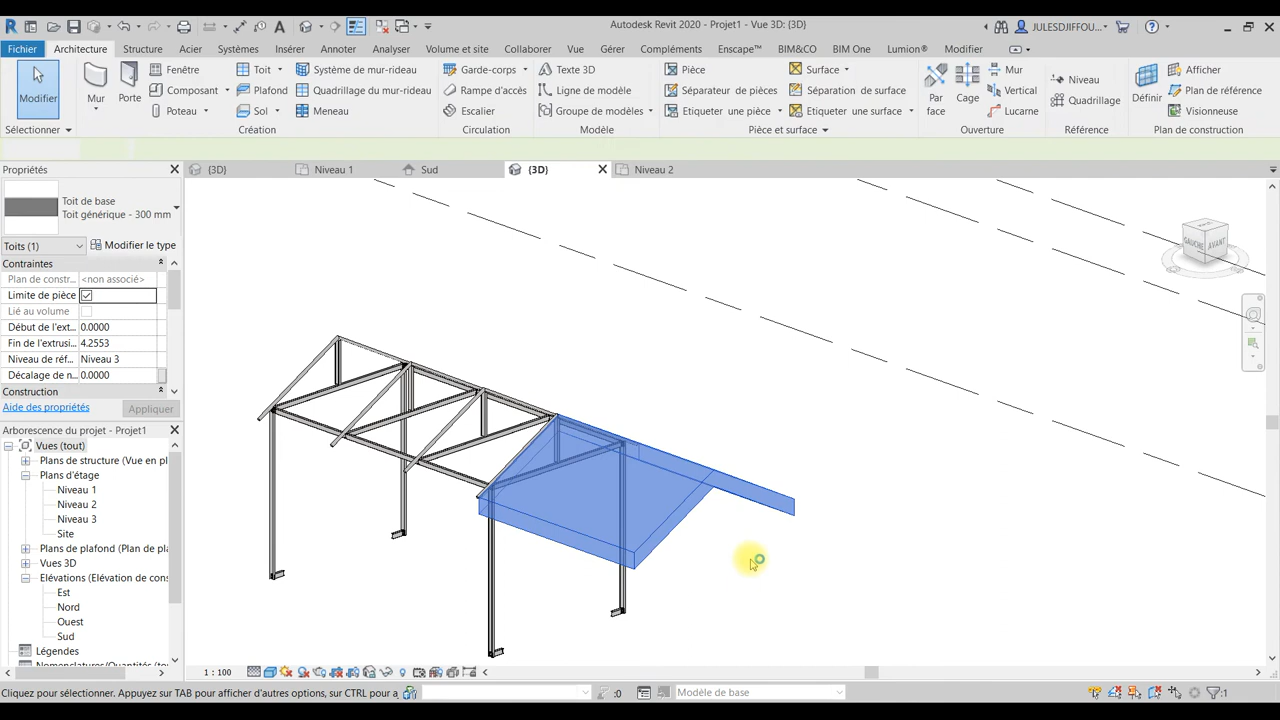 Autodesk Revit 2020 - Projet1 - Vue 3D: {3D}
JULESDJIFFOU...
Fichier Architecture Structure Acier Systèmes Insérer Annoter Analyser Volume et site Collaborer Vue Gérer Compléments Enscape™ BIM&CO BIM One Lumion® Modifier
Modifier
Mur
Porte
Fenêtre
Composant
Poteau
Toit
Plafond
Sol
Système de mur-rideau
Quadrillage du mur-rideau
Meneau
Garde-corps
Rampe d'accès
Escalier
Texte 3D
Ligne de modèle
Groupe de modèles
Pièce
Séparateur de pièces
Etiqueter une pièce
Surface
Séparation de surface
Etiqueter une surface
Par
face
Cage
Mur
Vertical
Lucarne
Niveau
Quadrillage
Définir
Afficher
Plan de référence
Visionneuse
Sélectionner Création Circulation Modèle Pièce et surface Ouverture Référence Plan de construction
Propriétés
{3D} Niveau 1 Sud {3D} Niveau 2
Toit de base
Toit générique - 300 mm
Toits (1) Modifier le type
Contraintes
Plan de constr... <non associé>
Limite de pièce
Lié au volume
Début de l'ext... 0.0000
Fin de l'extrusi... 4.2553
Niveau de réf... Niveau 3
Décalage de n... 0.0000
Construction
Aide des propriétés Appliquer
Arborescence du projet - Projet1
Vues (tout)
Plans de structure (Vue en pl
Plans d'étage
Niveau 1
Niveau 2
Niveau 3
Site
Plans de plafond (Plan de pla
Vues 3D
Elévations (Elévation de cons
Est
Nord
Ouest
Sud
Légendes
Nomenclatures/Quantités (to
GAUCHE AVANT
1 : 100
Cliquez pour sélectionner. Appuyez sur TAB pour afficher d'autres options, sur CTRL pour a
:0
Modèle de base
:1